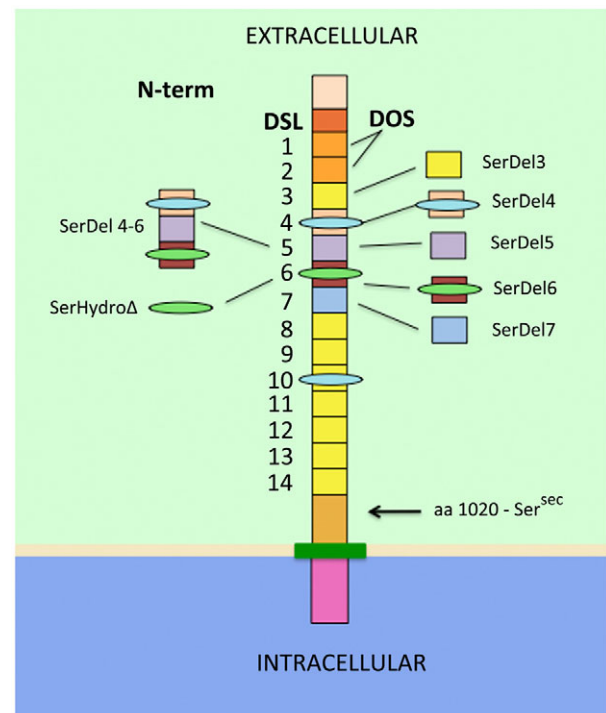 EXTRACELLULAR
N-term
DSL
DOS
1
2
3
4
5
6
7
8
9
10
11
12
13
14
SerDel 4-6
SerHydroΔ
SerDel3
SerDel4
SerDel5
SerDel6
SerDel7
aa 1020 - Ser^sec
INTRACELLULAR